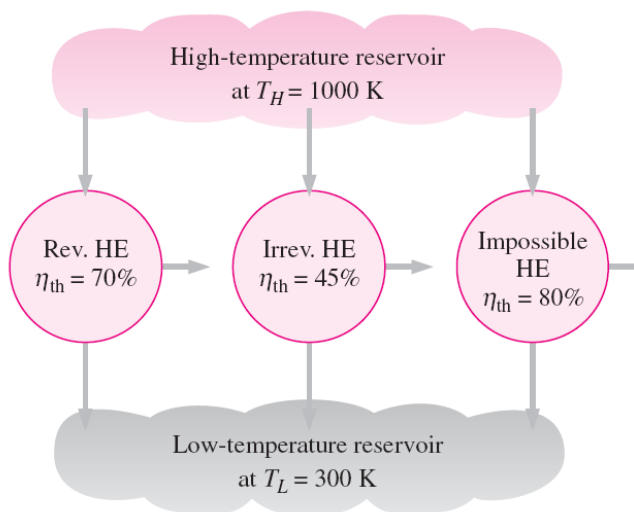 High-temperature reservoir
at T_H = 1000 K
Rev. HE
η_th = 70%
Irrev. HE
η_th = 45%
Impossible
HE
η_th = 80%
Low-temperature reservoir
at T_L = 300 K